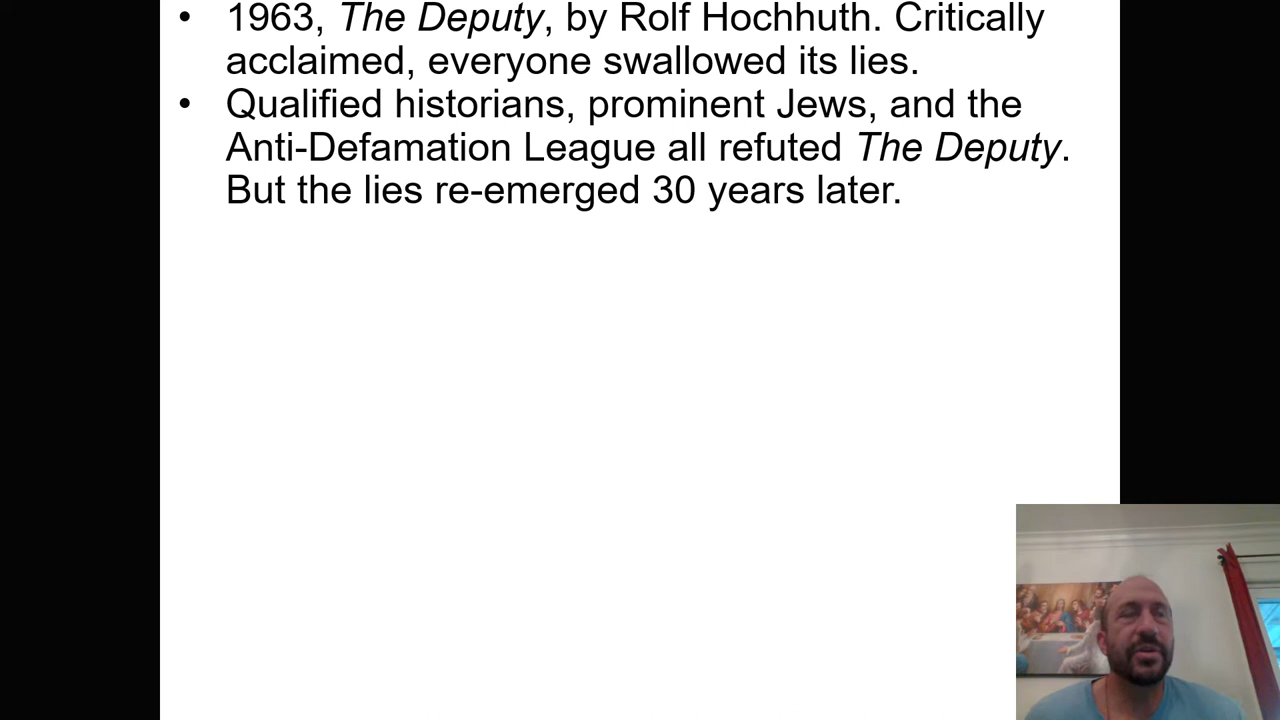 • 1963, The Deputy, by Rolf Hochhuth. Critically
acclaimed, everyone swallowed its lies.
• Qualified historians, prominent Jews, and the
Anti-Defamation League all refuted The Deputy.
But the lies re-emerged 30 years later.